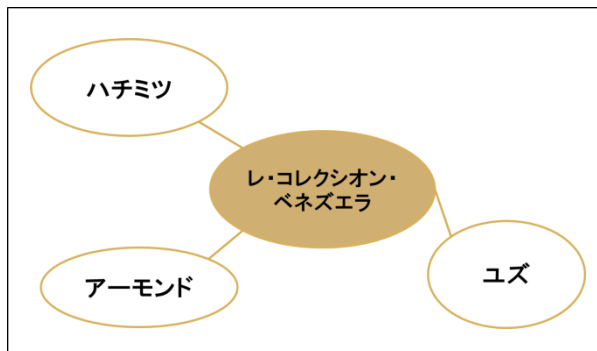 ハチミツ
レ・コレクシオン・
ベネズエラ
アーモンド
ユズ